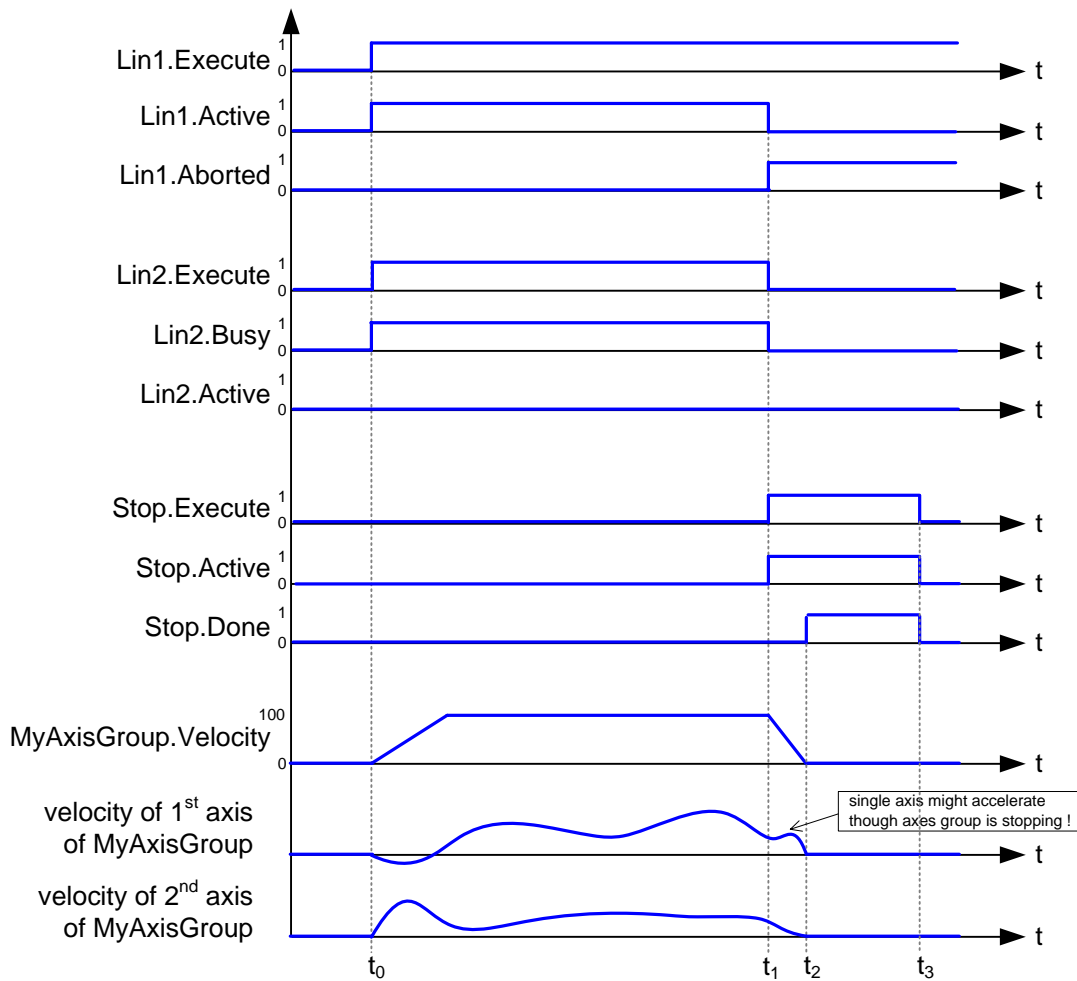 1
Lin1.Execute
0
t
1
Lin1.Active
0
t
1
Lin1.Aborted
0
t
1
Lin2.Execute
0
t
1
Lin2.Busy
0
t
1
Lin2.Active
0
t
1
Stop.Execute
0
t
1
Stop.Active
0
t
1
Stop.Done
0
t
100
MyAxisGroup.Velocity
0
t
single axis might accelerate
though axes group is stopping !
velocity of 1st axis
of MyAxisGroup
t
velocity of 2nd axis
of MyAxisGroup
t
t0
t1
t2
t3